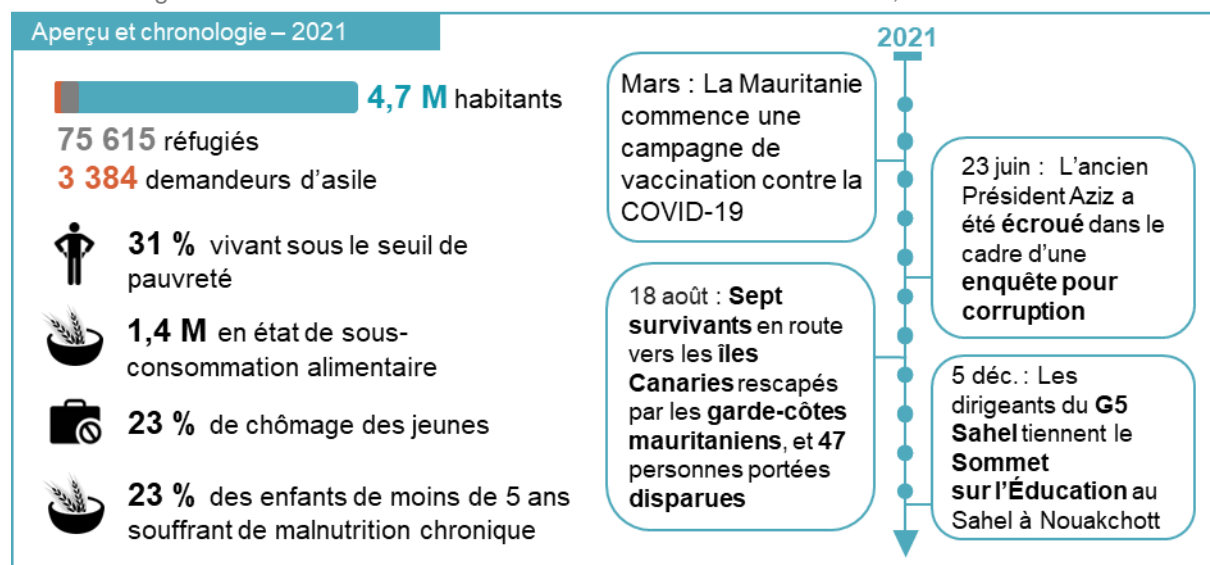 Aperçu et chronologie – 2021
4,7 M habitants
75 615 réfugiés
3 384 demandeurs d'asile
31 % vivant sous le seuil de
pauvreté
1,4 M en état de sous-
consommation alimentaire
23 % de chômage des jeunes
23 % des enfants de moins de 5 ans
souffrant de malnutrition chronique
2021
Mars : La Mauritanie
commence une
campagne de
vaccination contre la
COVID-19
23 juin : L'ancien
Président Aziz a
été écroué dans le
cadre d'une
enquête pour
corruption
18 août : Sept
survivants en route
vers les îles
Canaries rescapés
par les garde-côtes
mauritaniens, et 47
personnes portées
disparues
5 déc. : Les
dirigeants du G5
Sahel tiennent le
Sommet
sur l'Éducation au
Sahel à Nouakchott